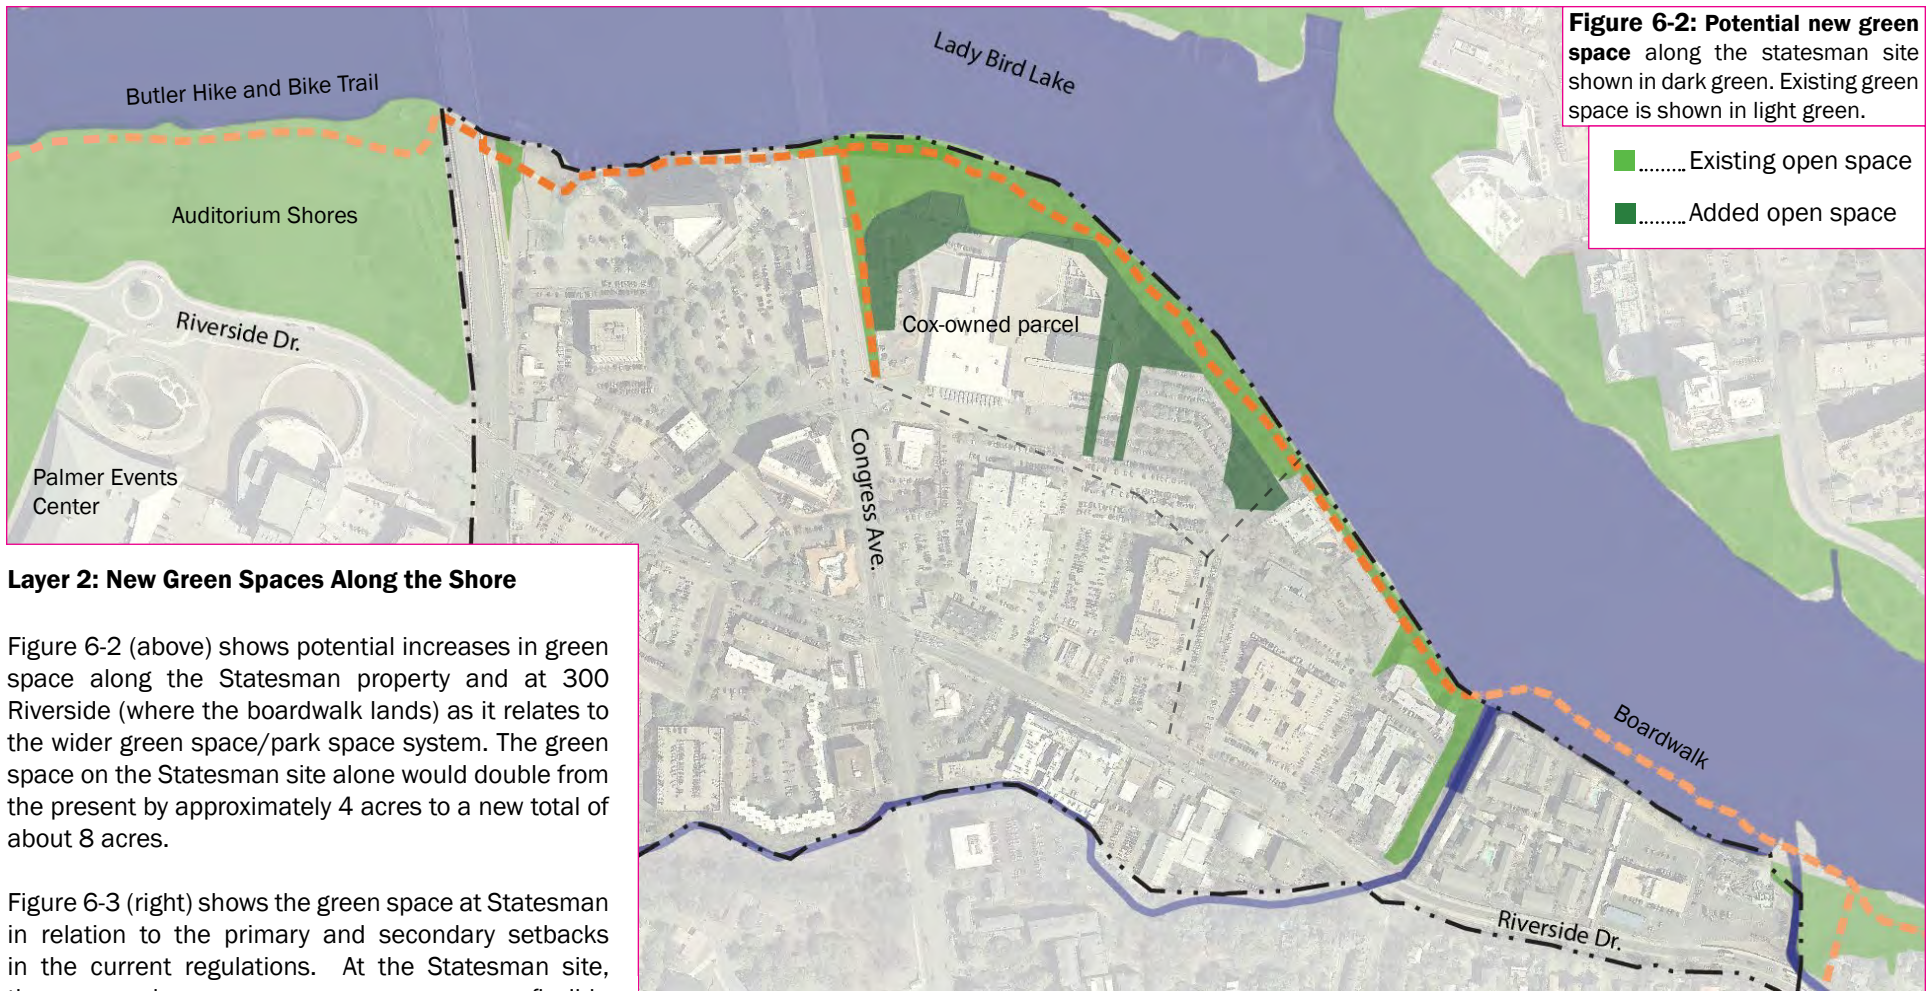 Figure 6-2: Potential new green
space along the statesman site
shown in dark green. Existing green
space is shown in light green.
......... Existing open space
......... Added open space
Lady Bird Lake
Butler Hike and Bike Trail
Auditorium Shores
Riverside Dr.
Cox-owned parcel
Palmer Events
Center
Congress Ave.
Boardwalk
Riverside Dr.
Layer 2: New Green Spaces Along the Shore
Figure 6-2 (above) shows potential increases in green
space along the Statesman property and at 300
Riverside (where the boardwalk lands) as it relates to
the wider green space/park space system. The green
space on the Statesman site alone would double from
the present by approximately 4 acres to a new total of
about 8 acres.
Figure 6-3 (right) shows the green space at Statesman
in relation to the primary and secondary setbacks
in the current regulations. At the Statesman site,